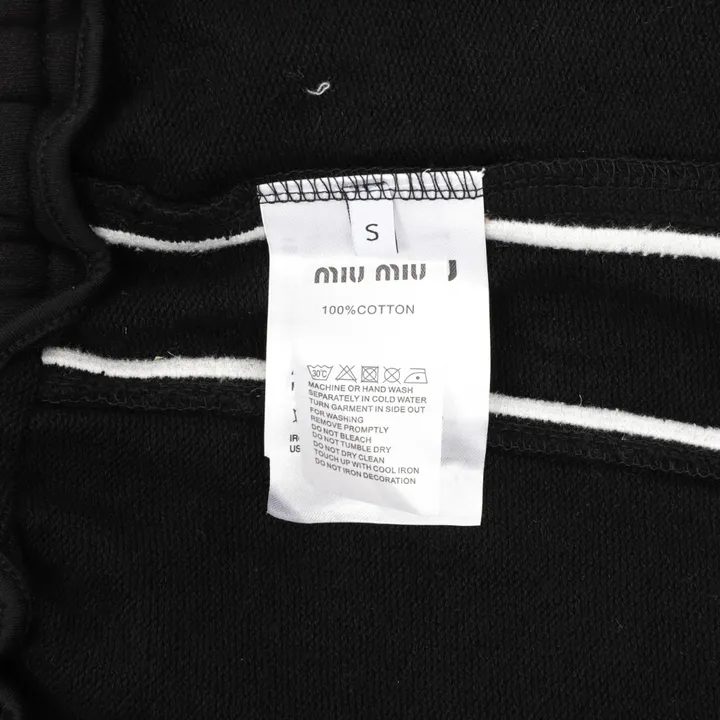 S
miu miu
100%COTTON
30°C
MACHINE OR HAND WASH
SEPARATELY IN COLD WATER
TURN GARMENT IN SIDE OUT
FOR WASHING
REMOVE PROMPTLY
DO NOT BLEACH
DO NOT TUMBLE DRY
DO NOT DRY CLEAN
TOUCH UP WITH COOL IRON
DO NOT IRON DECORATION